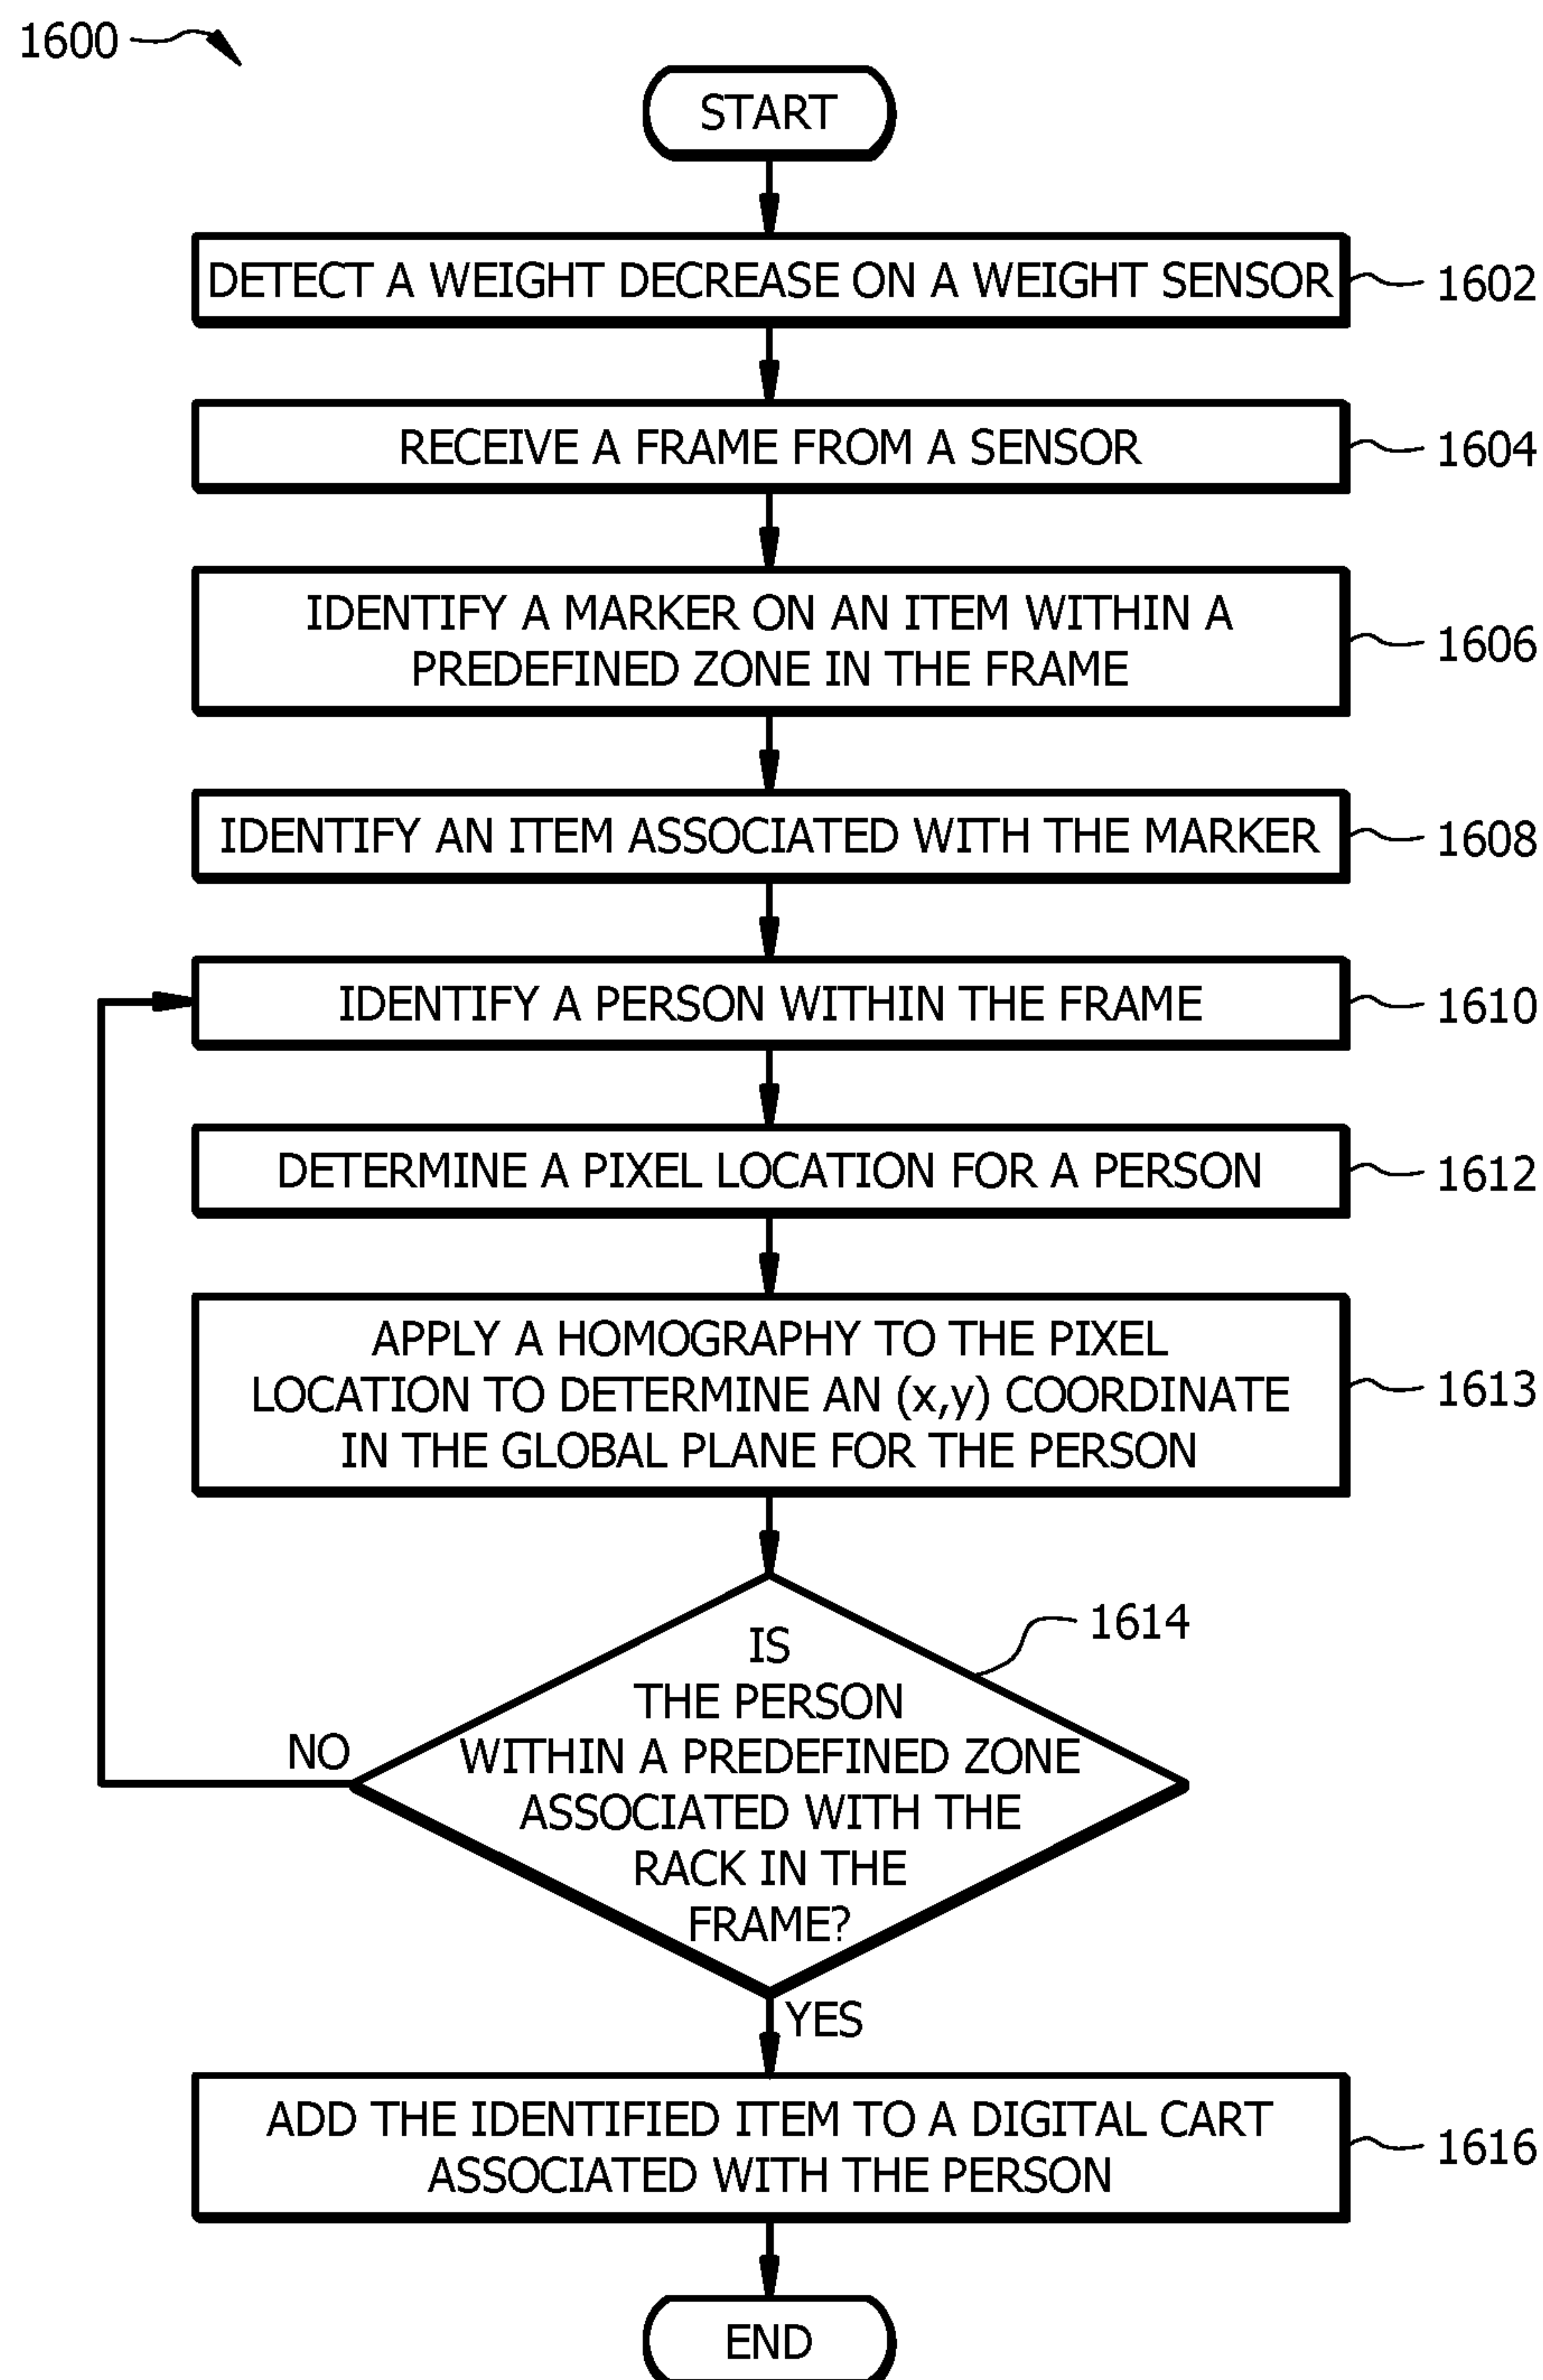 1600
START
DETECT A WEIGHT DECREASE ON A WEIGHT SENSOR
1602
RECEIVE A FRAME FROM A SENSOR
1604
IDENTIFY A MARKER ON AN ITEM WITHIN A
PREDEFINED ZONE IN THE FRAME
1606
IDENTIFY AN ITEM ASSOCIATED WITH THE MARKER
1608
IDENTIFY A PERSON WITHIN THE FRAME
1610
DETERMINE A PIXEL LOCATION FOR A PERSON
1612
APPLY A HOMOGRAPHY TO THE PIXEL
LOCATION TO DETERMINE AN (x,y) COORDINATE
IN THE GLOBAL PLANE FOR THE PERSON
1613
IS
THE PERSON
WITHIN A PREDEFINED ZONE
ASSOCIATED WITH THE
RACK IN THE
FRAME?
1614
NO
YES
ADD THE IDENTIFIED ITEM TO A DIGITAL CART
ASSOCIATED WITH THE PERSON
1616
END